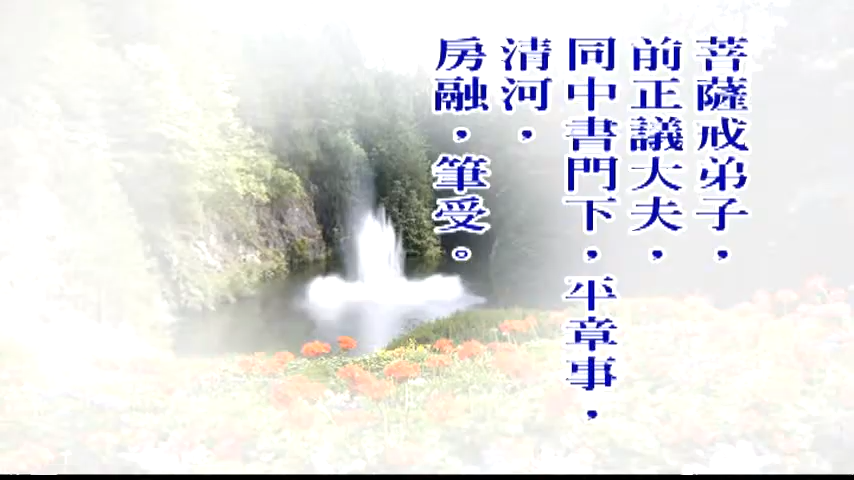 菩薩戒弟子，
前正議大夫，
同中書門下，平章事，
清河，
房融，筆受。